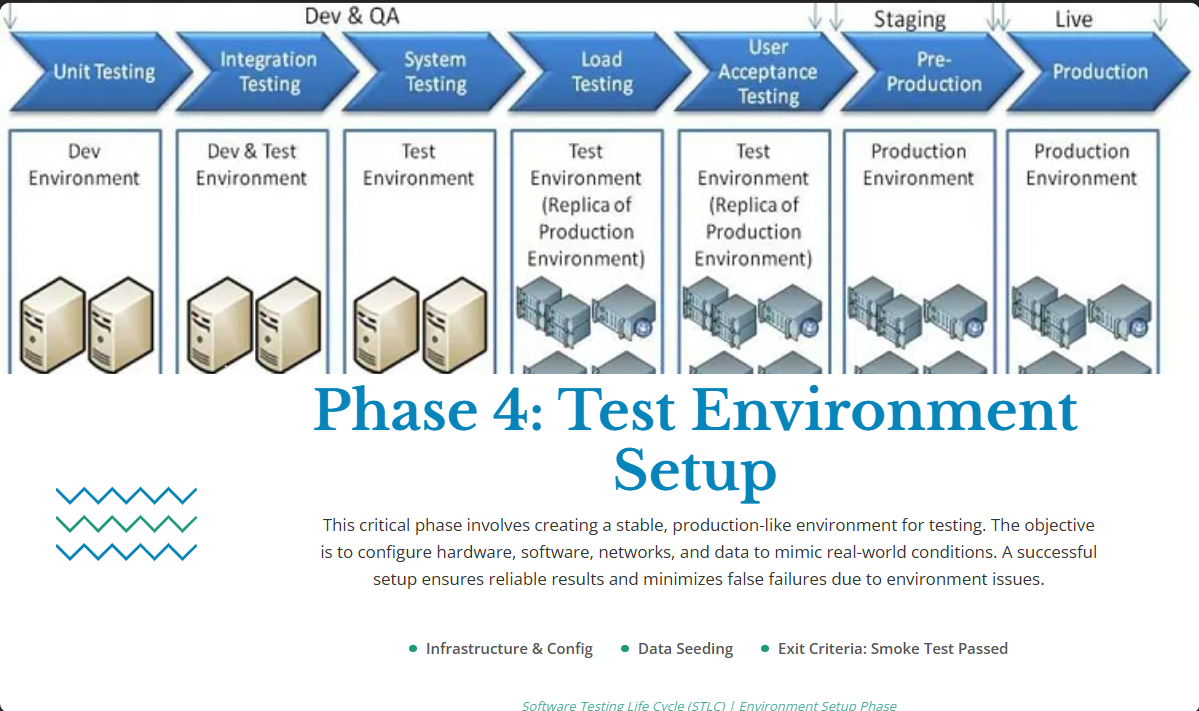 Dev & QA
Staging
Live
Unit Testing
Integration
Testing
System
Testing
Load
Testing
User
Acceptance
Testing
Pre-
Production
Production
Dev
Environment
Dev & Test
Environment
Test
Environment
Test
Environment
(Replica of
Production
Environment)
Test
Environment
(Replica of
Production
Environment)
Production
Environment
Production
Environment
Phase 4: Test Environment
Setup
This critical phase involves creating a stable, production-like environment for testing. The objective
is to configure hardware, software, networks, and data to mimic real-world conditions. A successful
setup ensures reliable results and minimizes false failures due to environment issues.
Infrastructure & Config
Data Seeding
Exit Criteria: Smoke Test Passed
Software Testing Life Cycle (STLC) | Environment Setup Phase